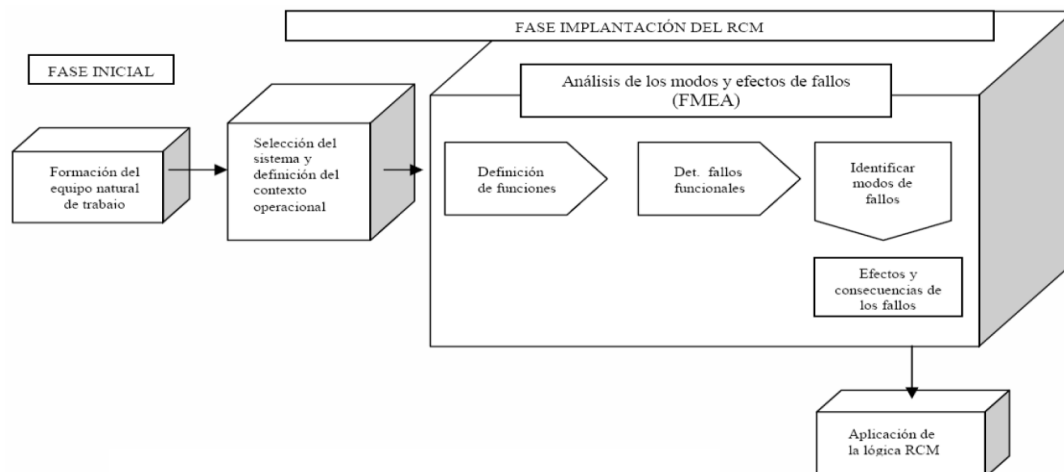 FASE IMPLANTACIÓN DEL RCM
FASE INICIAL
Análisis de los modos y efectos de fallos
(FMEA)
Formación del
equipo natural
de trabajo
Selección del
sistema y
definición del
contexto
operacional
Definición
de funciones
Det. fallos
funcionales
Identificar
modos de
fallos
Efectos y
consecuencias de
los fallos
Aplicación de
la lógica RCM